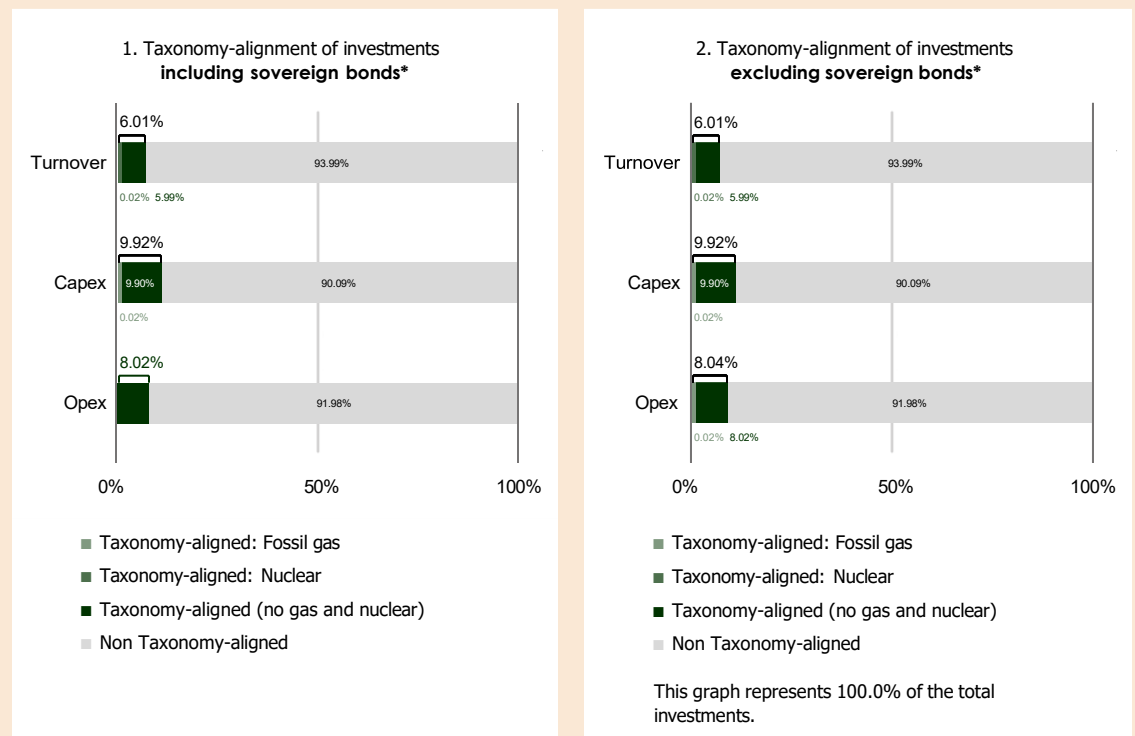 1. Taxonomy-alignment of investments
including sovereign bonds*
6.01%
Turnover
93.99%
0.02% 5.99%
9.92%
Capex
9.90%
90.09%
0.02%
8.02%
Opex
91.98%
0%
50%
100%
Taxonomy-aligned: Fossil gas
Taxonomy-aligned: Nuclear
Taxonomy-aligned (no gas and nuclear)
Non Taxonomy-aligned
2. Taxonomy-alignment of investments
excluding sovereign bonds*
6.01%
Turnover
93.99%
0.02% 5.99%
9.92%
Capex
9.90%
90.09%
0.02%
8.04%
Opex
91.98%
0.02% 8.02%
0%
50%
100%
Taxonomy-aligned: Fossil gas
Taxonomy-aligned: Nuclear
Taxonomy-aligned (no gas and nuclear)
Non Taxonomy-aligned
This graph represents 100.0% of the total
investments.